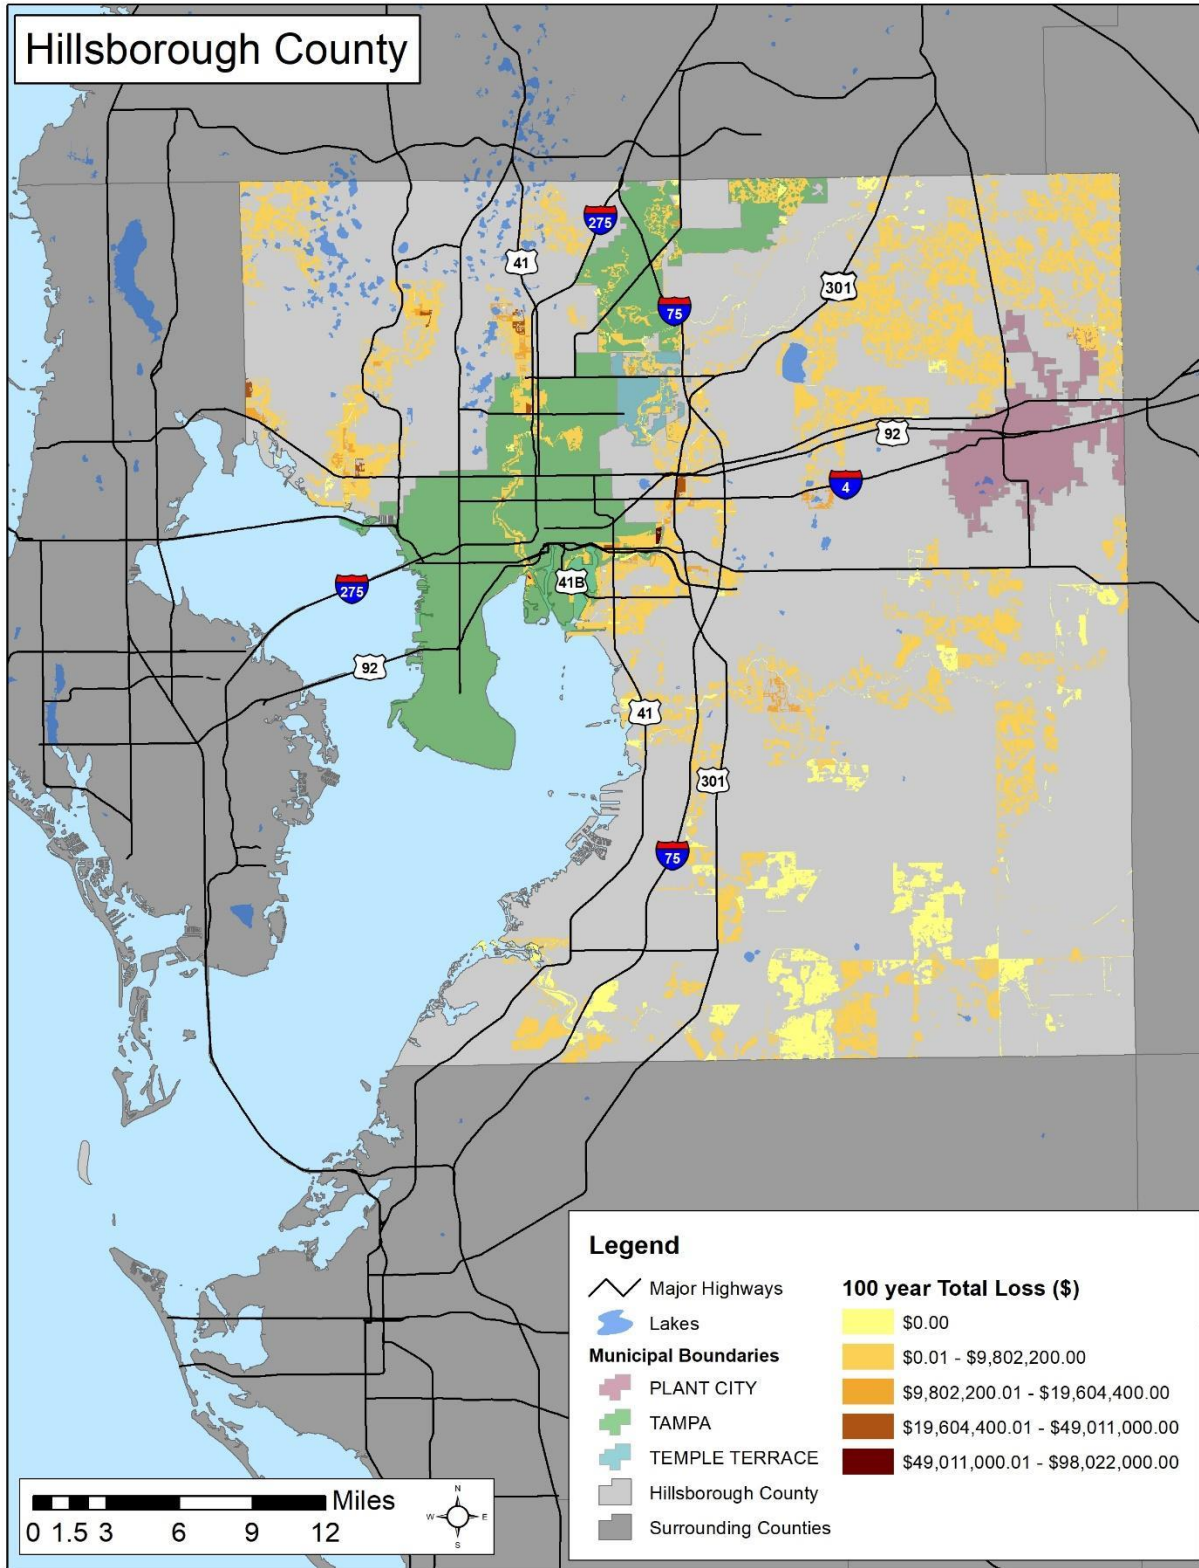 Hillsborough County
275
41
301
75
92
4
41B
275
92
41
301
75
Legend
Major Highways
Lakes
Municipal Boundaries
PLANT CITY
TAMPA
TEMPLE TERRACE
Hillsborough County
Surrounding Counties
100 year Total Loss ($)
$0.00
$0.01 - $9,802,200.00
$9,802,200.01 - $19,604,400.00
$19,604,400.01 - $49,011,000.00
$49,011,000.01 - $98,022,000.00
Miles
0 1.5 3 6 9 12
N
W E
S